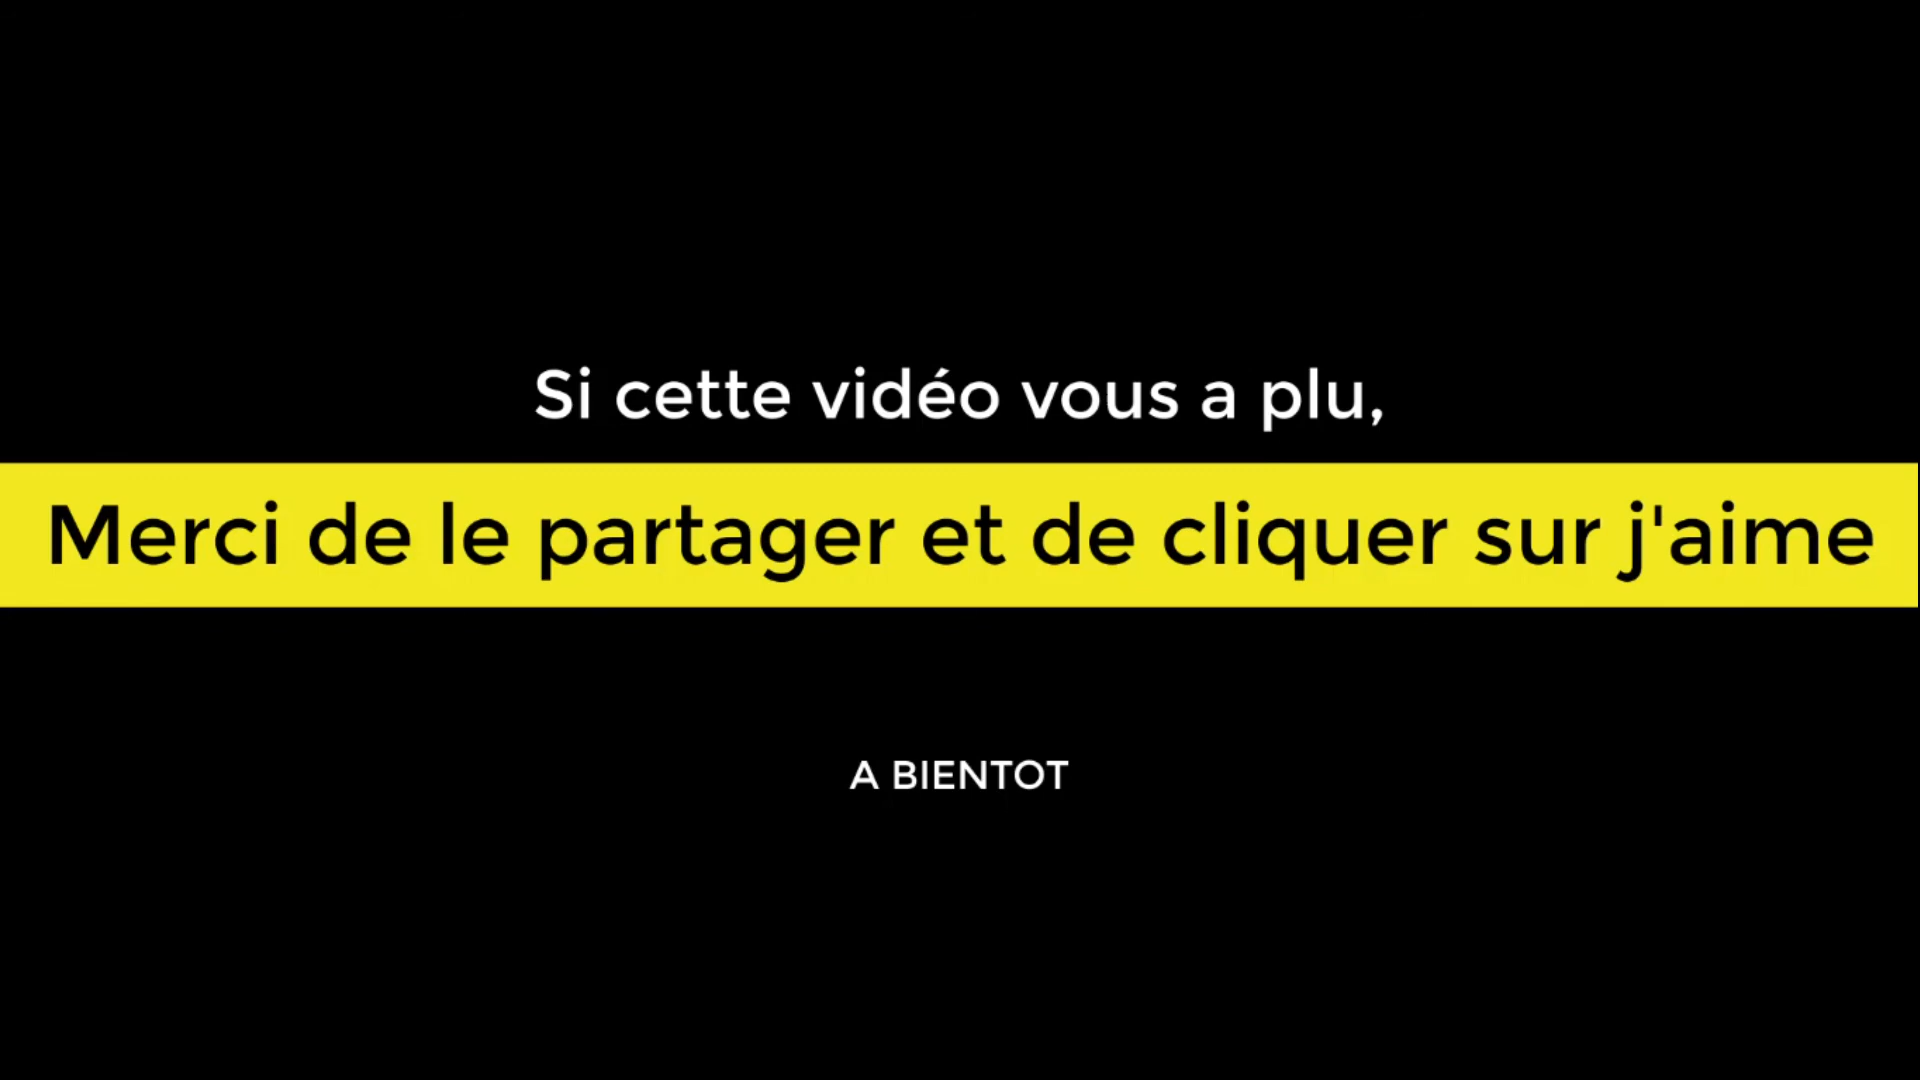 Si cette vidéo vous a plu,
Merci de le partager et de cliquer sur j'aime
A BIENTOT